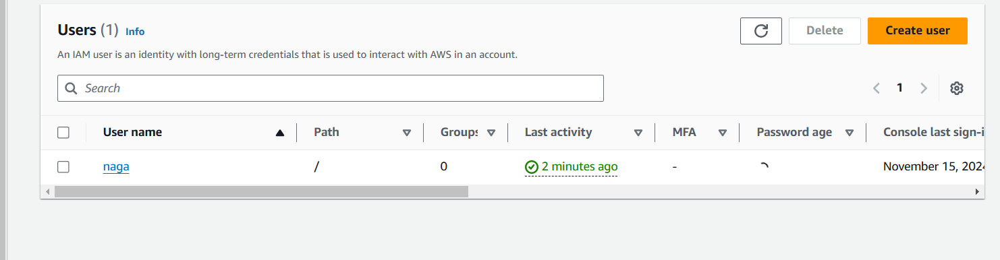 Users (1) Info
Delete
Create user
An IAM user is an identity with long-term credentials that is used to interact with AWS in an account.
Search
1
User name Path Groups Last activity MFA Password age Console last sign-i
naga / 0 2 minutes ago - November 15, 2024